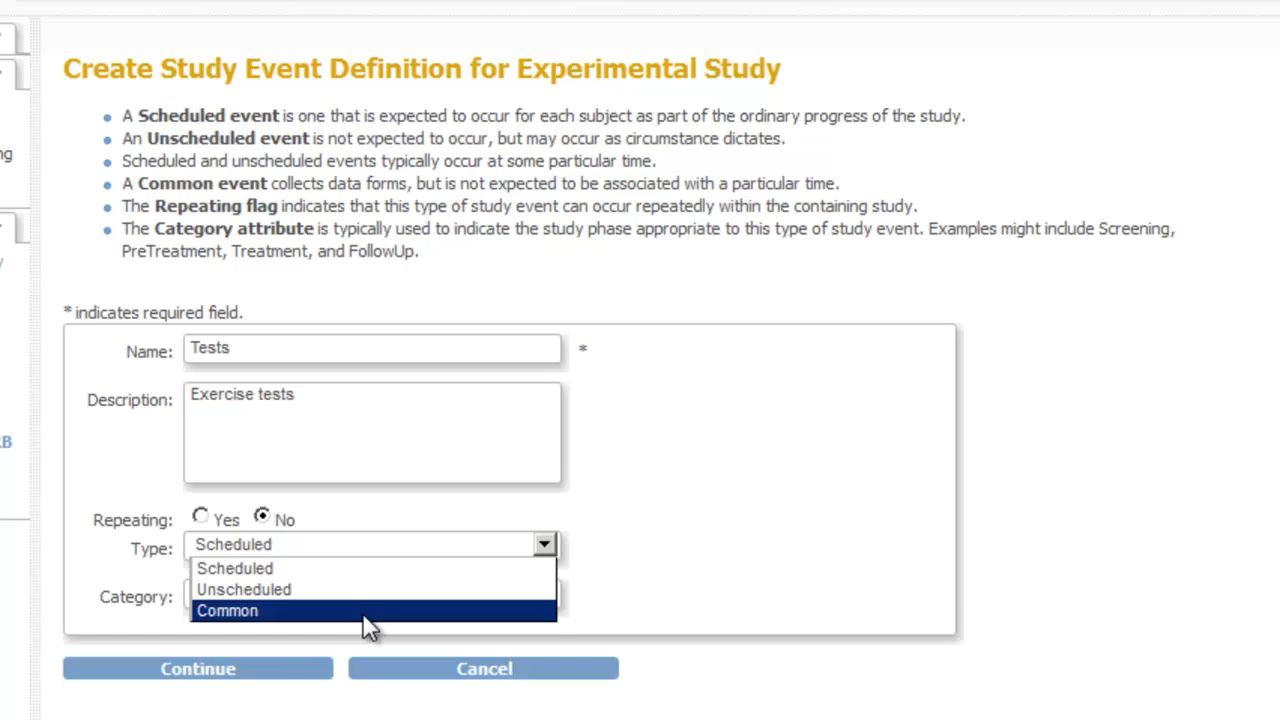 Create Study Event Definition for Experimental Study
A Scheduled event is one that is expected to occur for each subject as part of the ordinary progress of the study.
An Unscheduled event is not expected to occur, but may occur as circumstance dictates.
ng
Scheduled and unscheduled events typically occur at some particular time.
A Common event collects data forms, but is not expected to be associated with a particular time.
The Repeating flag indicates that this type of study event can occur repeatedly within the containing study.
The Category attribute is typically used to indicate the study phase appropriate to this type of study event. Examples might include Screening,
PreTreatment, Treatment, and FollowUp.
* indicates required field.
Name: Tests *
Description: Exercise tests
Repeating: Yes No
Type: Scheduled
Scheduled
Unscheduled
Category:
Common
Continue Cancel